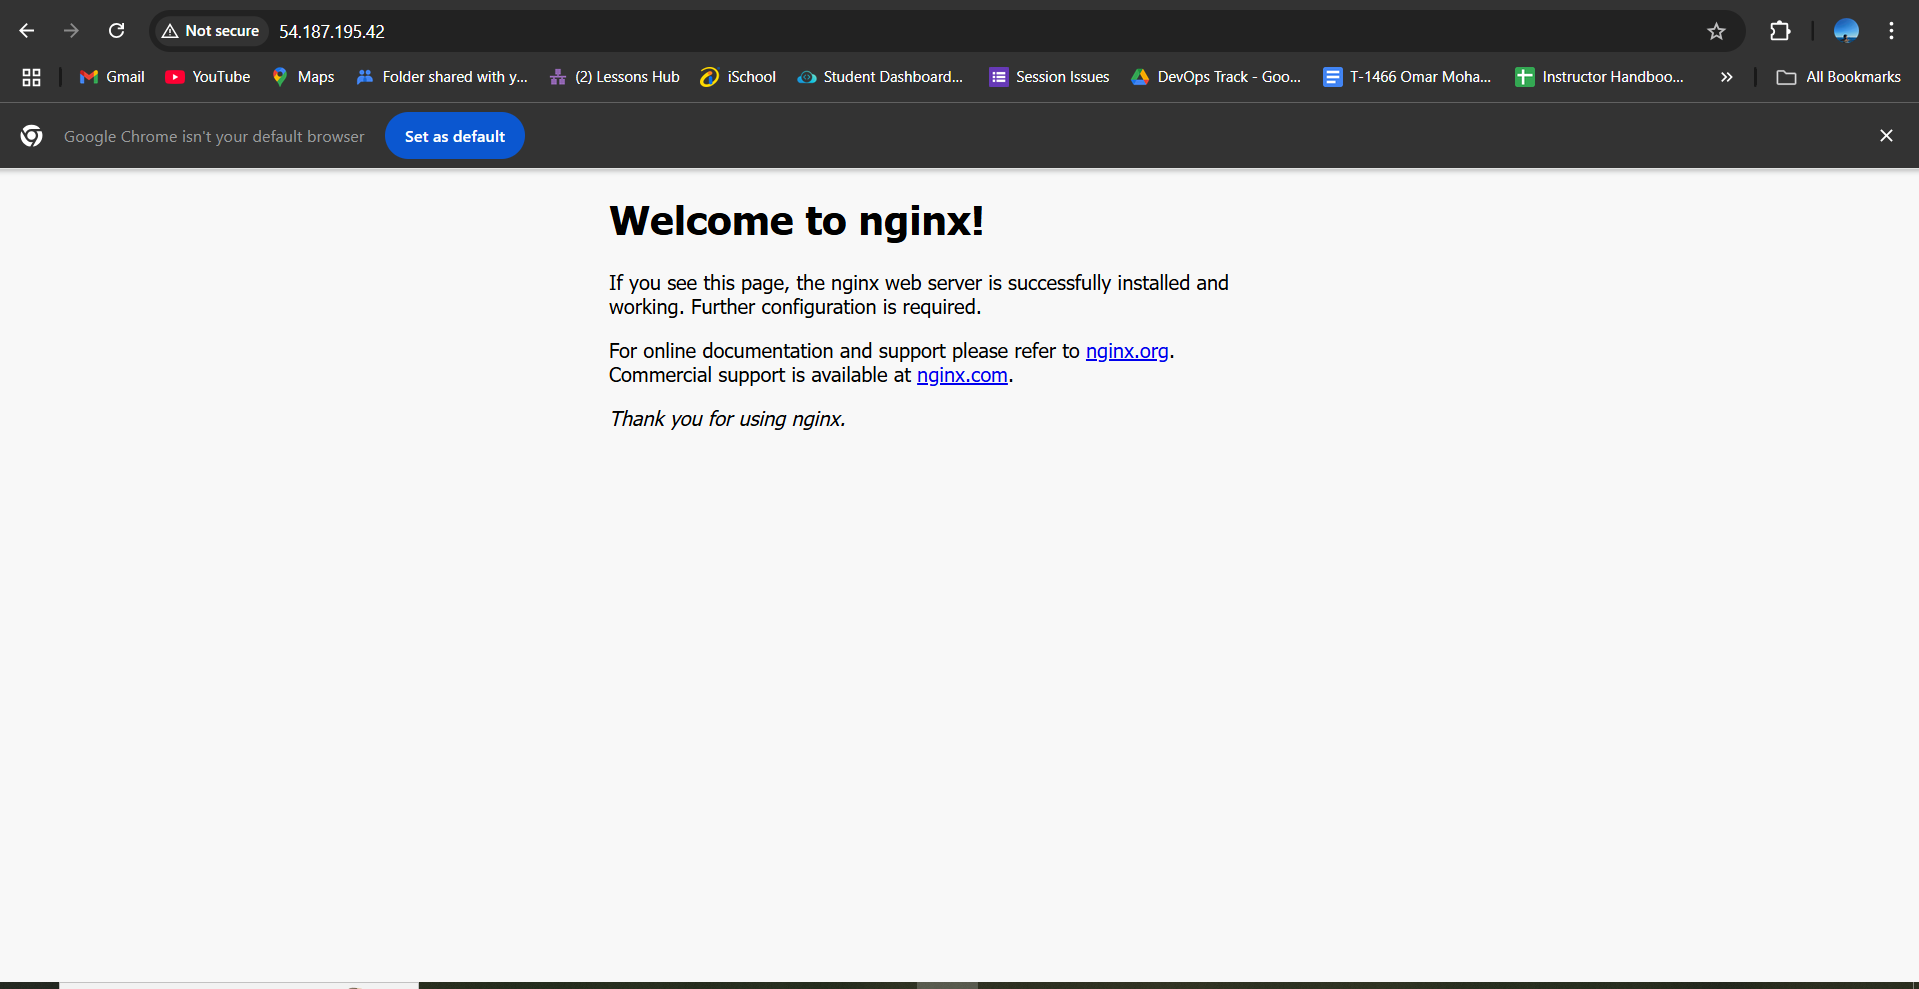 Not secure 54.187.195.42
Gmail YouTube Maps Folder shared with y... (2) Lessons Hub iSchool Student Dashboard... Session Issues DevOps Track - Goo... T-1466 Omar Moha... Instructor Handboo... » All Bookmarks
Google Chrome isn't your default browser Set as default
Welcome to nginx!
If you see this page, the nginx web server is successfully installed and
working. Further configuration is required.
For online documentation and support please refer to nginx.org.
Commercial support is available at nginx.com.
Thank you for using nginx.